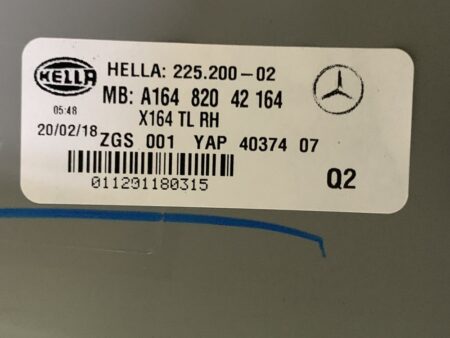 HELLA
HELLA: 225.200-02
MB: A164 820 42 164
X164 TL RH
05:48
20/02/18
ZGS 001 YAP 40374 07
011291180315
Q2